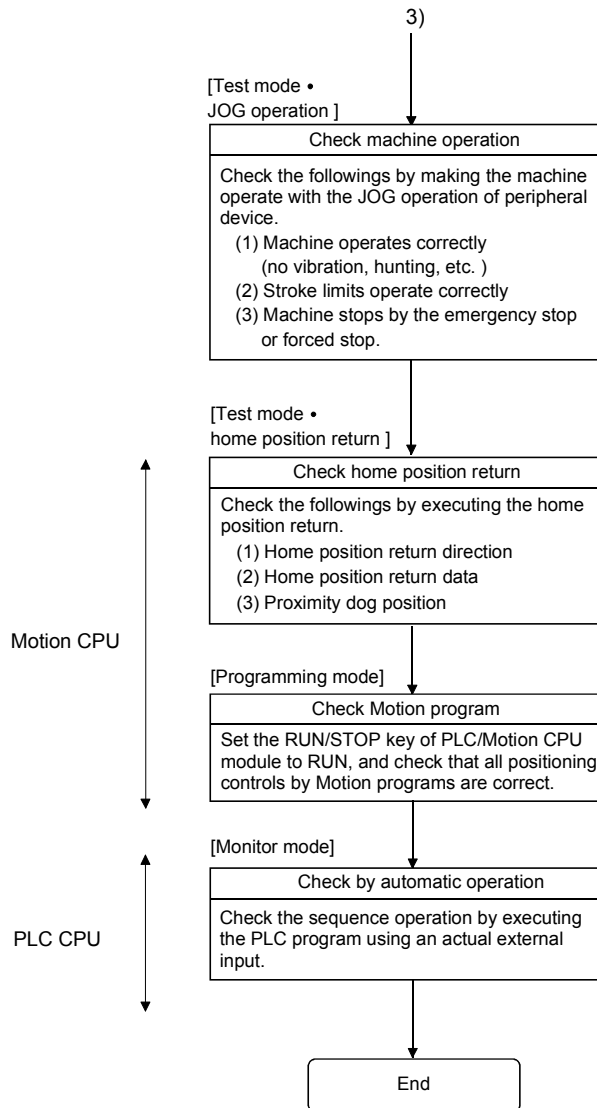 3)
[Test mode •
JOG operation ]
Check machine operation
Check the followings by making the machine
operate with the JOG operation of peripheral
device.
(1) Machine operates correctly
(no vibration, hunting, etc. )
(2) Stroke limits operate correctly
(3) Machine stops by the emergency stop
or forced stop.
[Test mode •
home position return ]
Check home position return
Check the followings by executing the home
position return.
(1) Home position return direction
(2) Home position return data
(3) Proximity dog position
Motion CPU
[Programming mode]
Check Motion program
Set the RUN/STOP key of PLC/Motion CPU
module to RUN, and check that all positioning
controls by Motion programs are correct.
[Monitor mode]
Check by automatic operation
Check the sequence operation by executing
the PLC program using an actual external
input.
PLC CPU
End